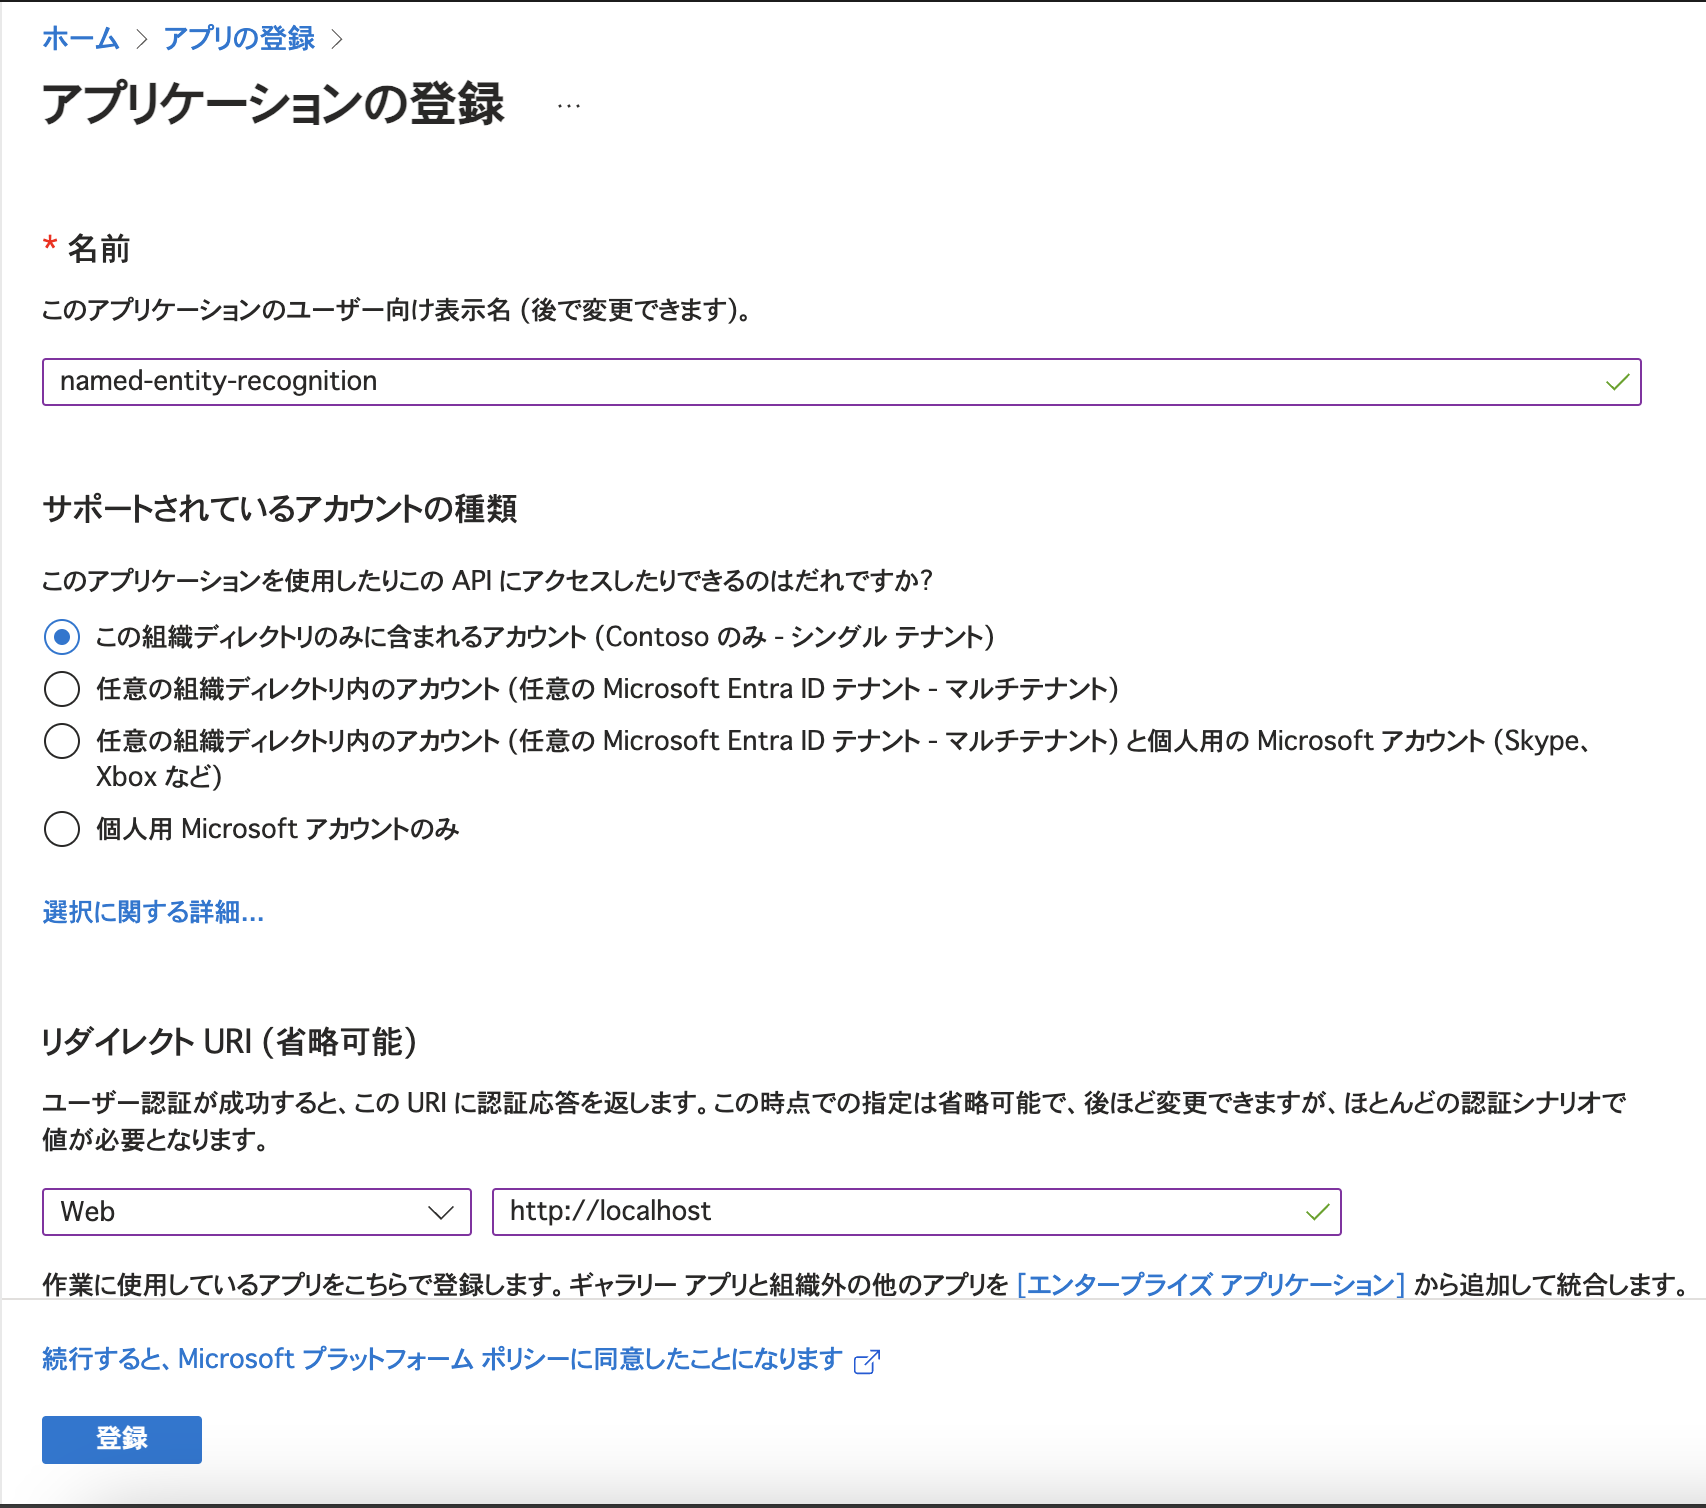 ホーム > アプリの登録 >
アプリケーションの登録 …
* 名前
このアプリケーションのユーザー向け表示名 (後で変更できます)。
named-entity-recognition
サポートされているアカウントの種類
このアプリケーションを使用したりこの API にアクセスしたりできるのはだれですか?
この組織ディレクトリのみに含まれるアカウント (Contoso のみ - シングル テナント)
任意の組織ディレクトリ内のアカウント (任意の Microsoft Entra ID テナント - マルチテナント)
任意の組織ディレクトリ内のアカウント (任意の Microsoft Entra ID テナント - マルチテナント) と個人用の Microsoft アカウント (Skype、
Xbox など)
個人用 Microsoft アカウントのみ
選択に関する詳細...
リダイレクト URI (省略可能)
ユーザー認証が成功すると、この URI に認証応答を返します。この時点での指定は省略可能で、後ほど変更できますが、ほとんどの認証シナリオで
値が必要となります。
Web http://localhost
作業に使用しているアプリをこちらで登録します。ギャラリー アプリと組織外の他のアプリを [エンタープライズ アプリケーション] から追加して統合します。
続行すると、Microsoft プラットフォーム ポリシーに同意したことになります
登録